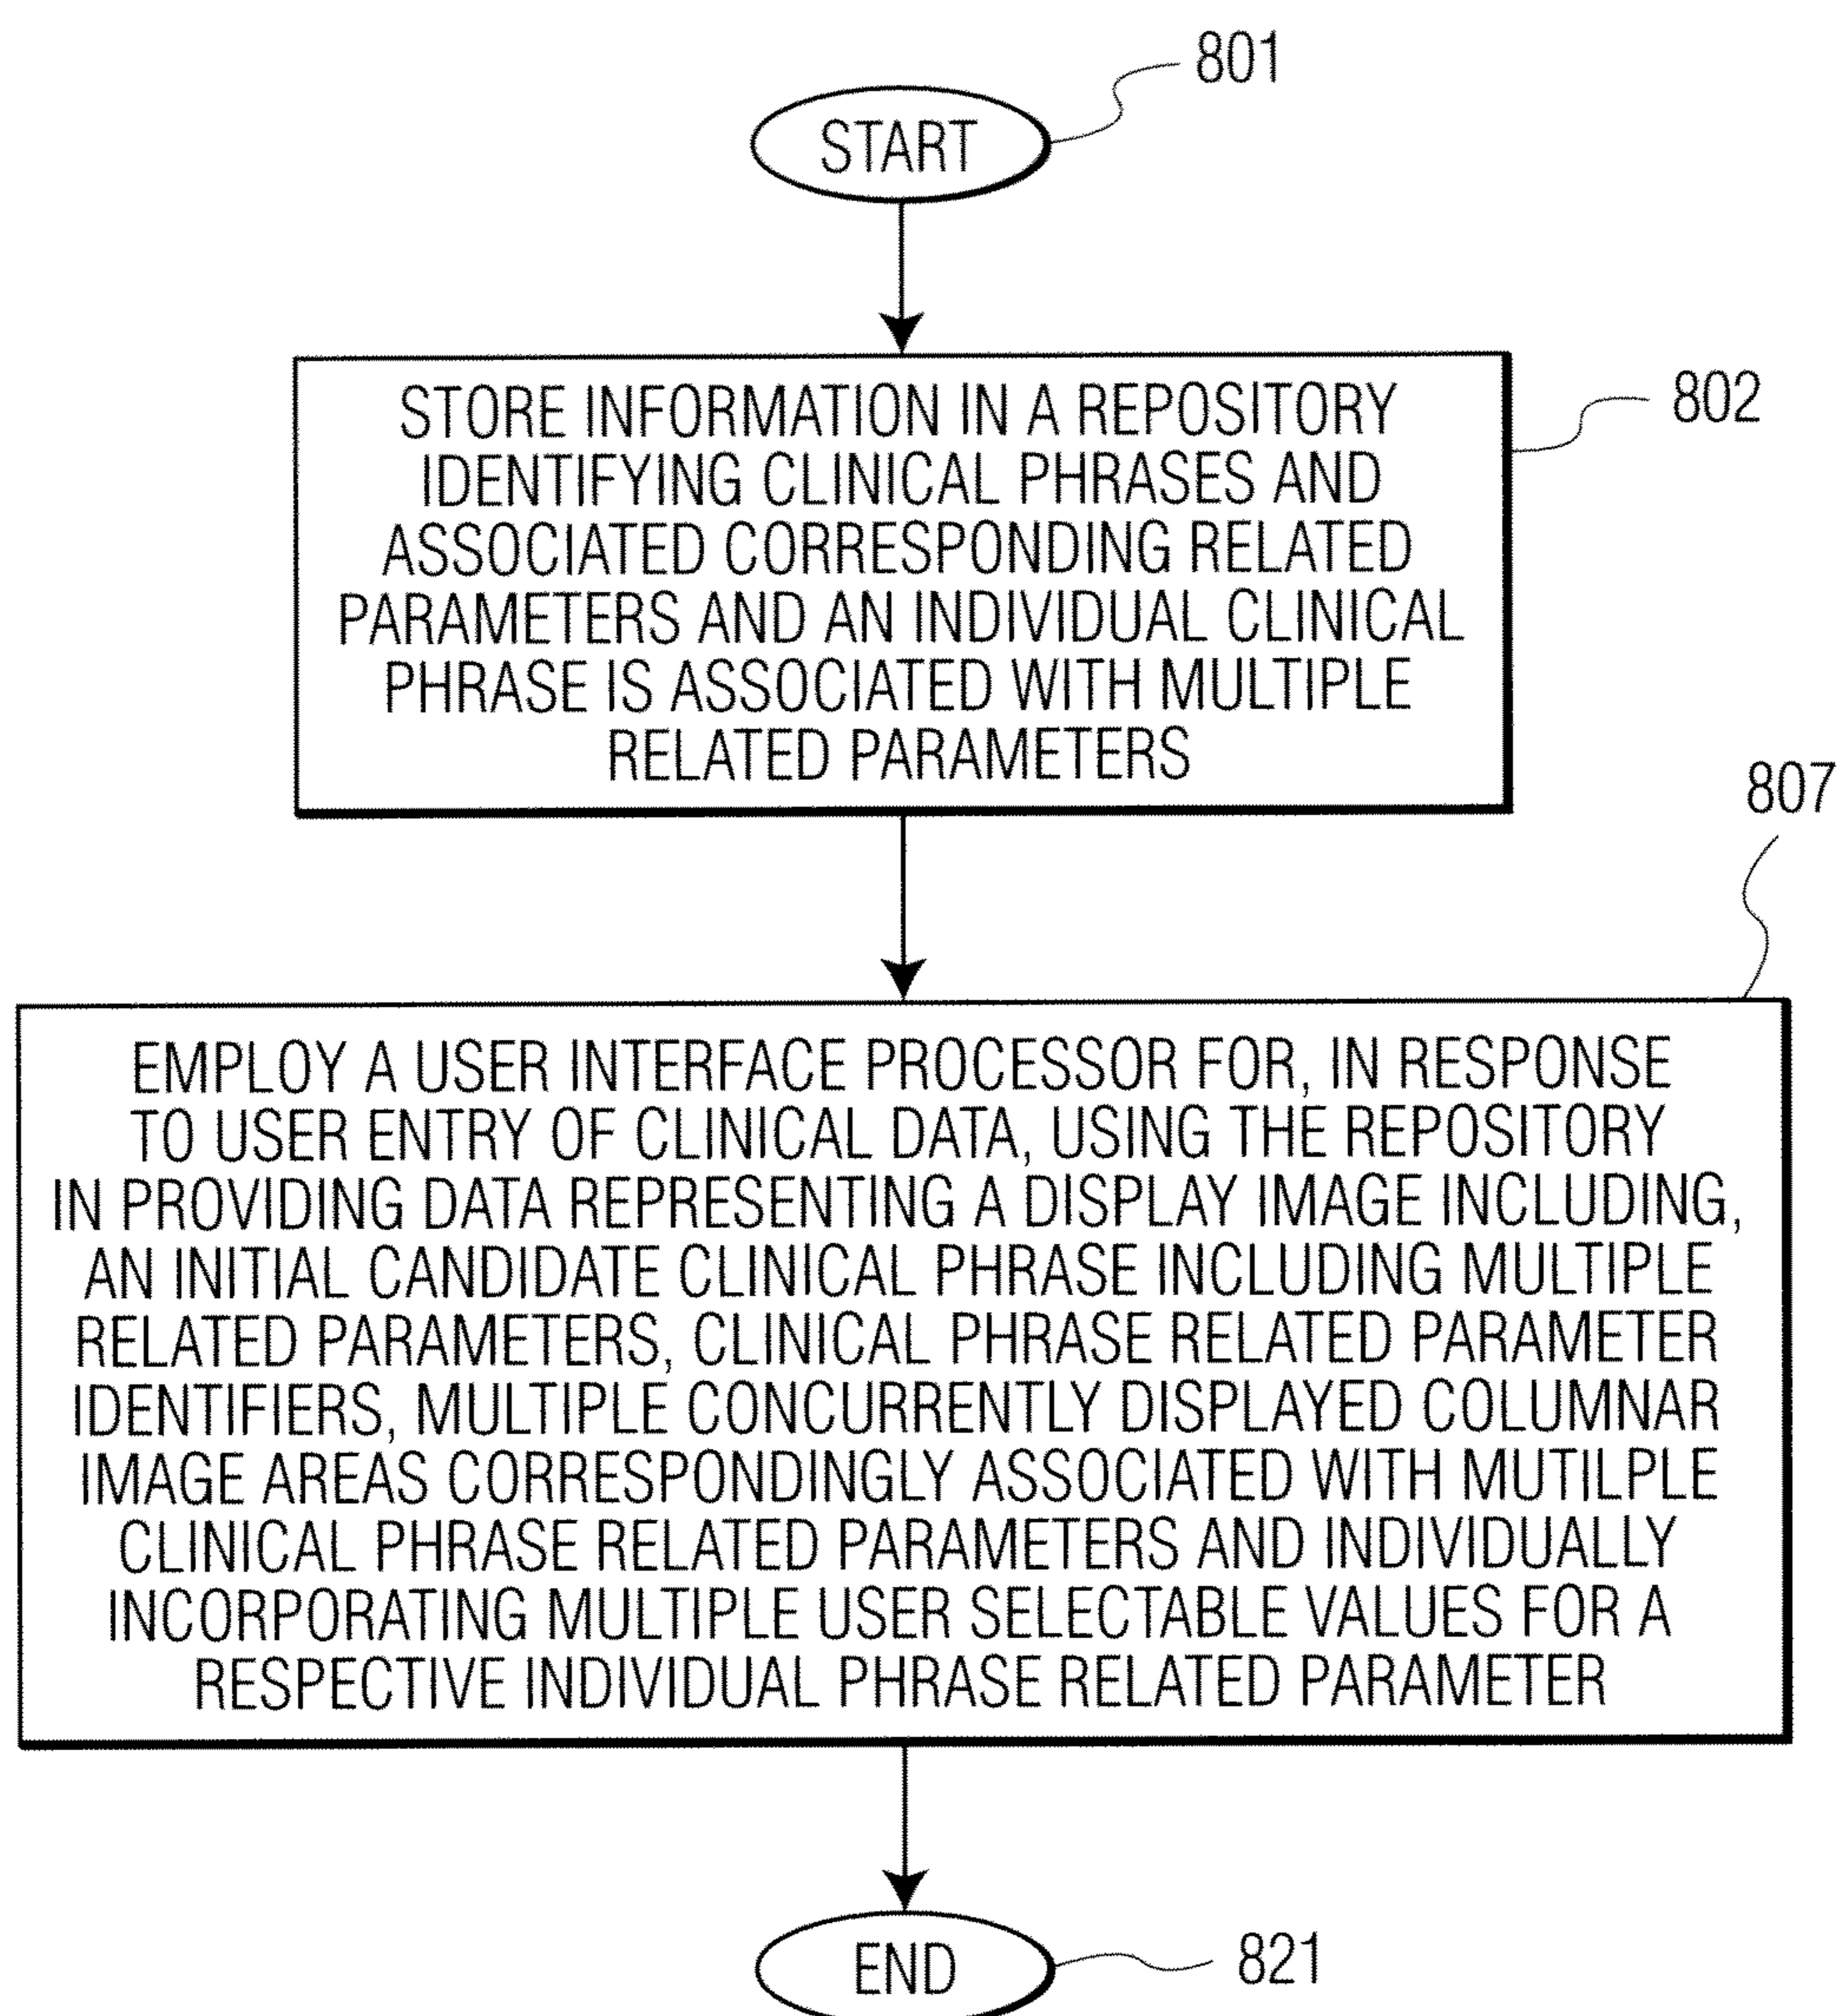 801
START
STORE INFORMATION IN A REPOSITORY
IDENTIFYING CLINICAL PHRASES AND
ASSOCIATED CORRESPONDING RELATED
PARAMETERS AND AN INDIVIDUAL CLINICAL
PHRASE IS ASSOCIATED WITH MULTIPLE
RELATED PARAMETERS
802
807
EMPLOY A USER INTERFACE PROCESSOR FOR, IN RESPONSE
TO USER ENTRY OF CLINICAL DATA, USING THE REPOSITORY
IN PROVIDING DATA REPRESENTING A DISPLAY IMAGE INCLUDING,
AN INITIAL CANDIDATE CLINICAL PHRASE INCLUDING MULTIPLE
RELATED PARAMETERS, CLINICAL PHRASE RELATED PARAMETER
IDENTIFIERS, MULTIPLE CONCURRENTLY DISPLAYED COLUMNAR
IMAGE AREAS CORRESPONDINGLY ASSOCIATED WITH MUTILPLE
CLINICAL PHRASE RELATED PARAMETERS AND INDIVIDUALLY
INCORPORATING MULTIPLE USER SELECTABLE VALUES FOR A
RESPECTIVE INDIVIDUAL PHRASE RELATED PARAMETER
END
821